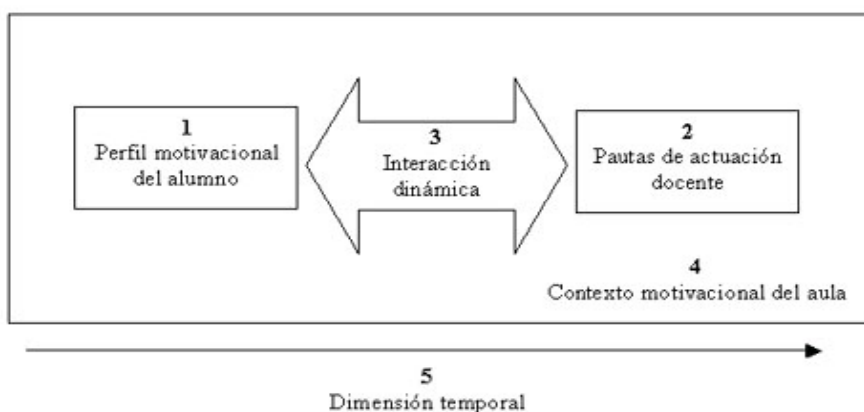 1
Perfil motivacional
del alumno
3
Interacción
dinámica
2
Pautas de actuación
docente
4
Contexto motivacional del aula
5
Dimensión temporal